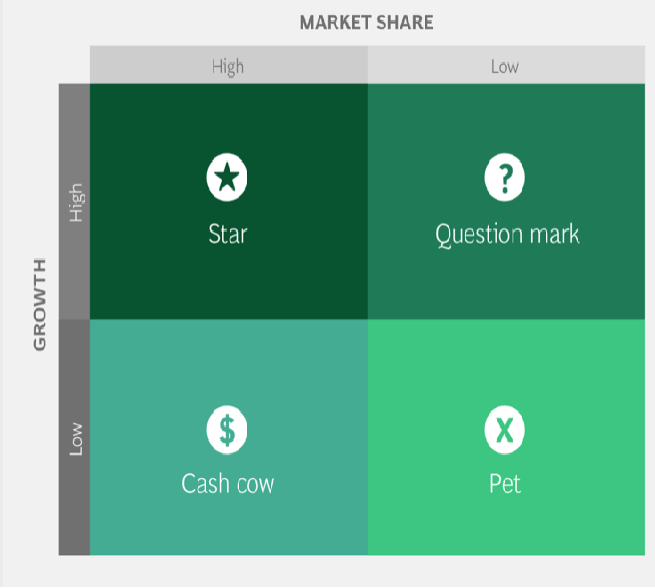 MARKET SHARE
High
Low
GROWTH
High
Star
?
Question mark
Low
$
Cash cow
X
Pet